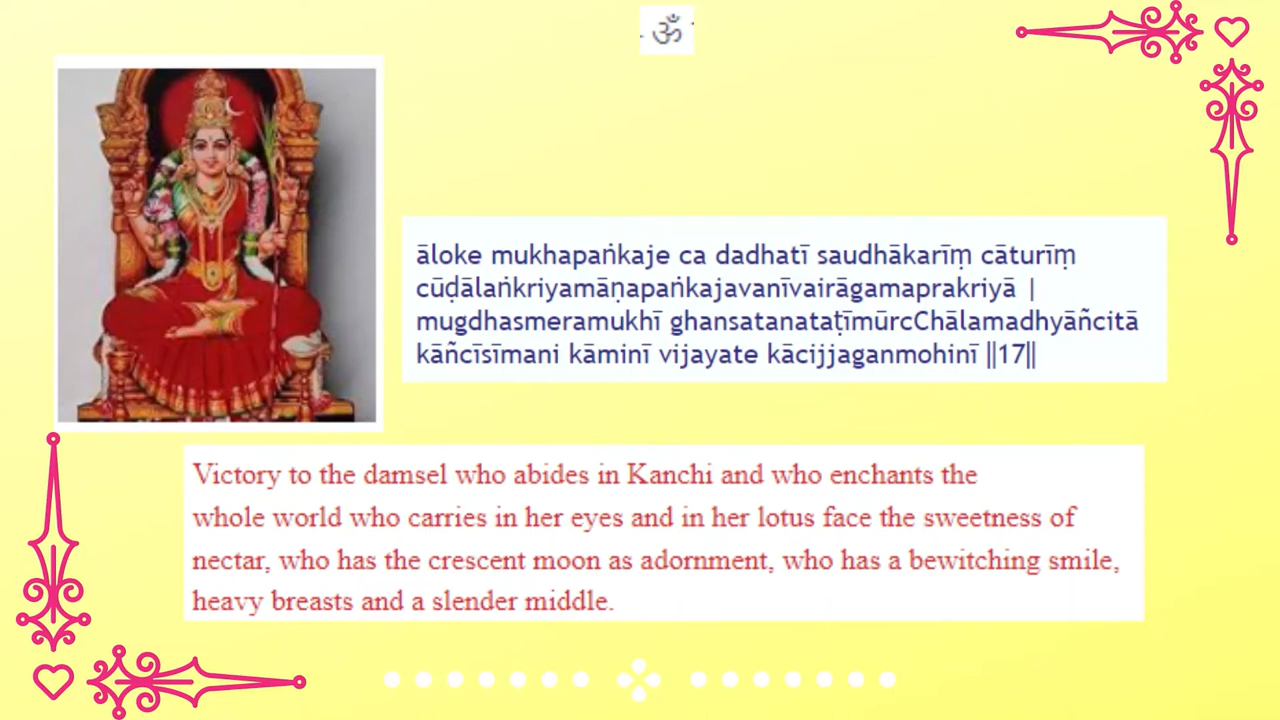 ॐ
āloke mukhapaṅkaje ca dadhatī saudhākarīṃ cāturīṃ
cūḍālaṅkriyamāṇapaṅkajavanīvairāgamaprakriyā |
mugdhasmeramukhī ghansatanataṭīmūrcChālamadhyāñcitā
kāñcīsīmani kāminī vijayate kācijjaganmohinī ||17||
Victory to the damsel who abides in Kanchi and who enchants the
whole world who carries in her eyes and in her lotus face the sweetness of
nectar, who has the crescent moon as adornment, who has a bewitching smile,
heavy breasts and a slender middle.